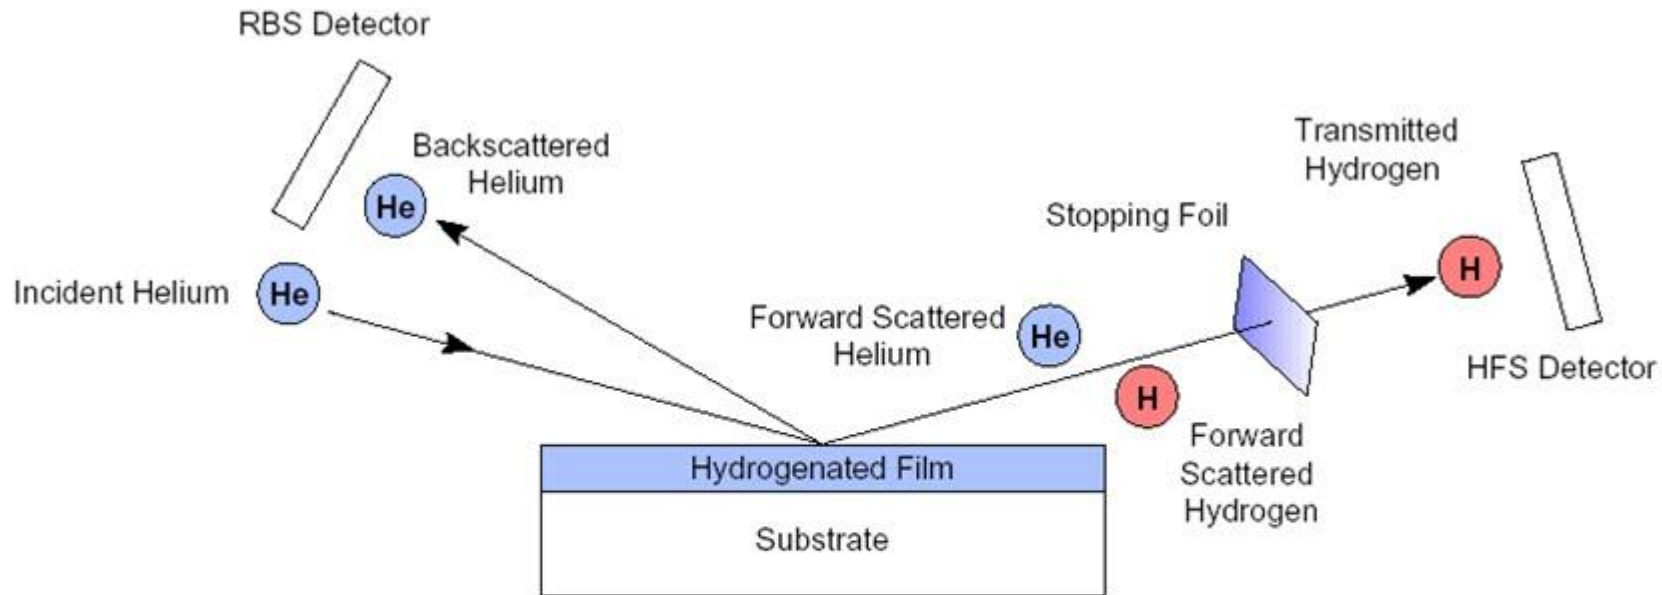 RBS Detector
Backscattered
Helium
He
Incident Helium
He
Forward Scattered
Helium
He
H
Forward
Scattered
Hydrogen
Stopping Foil
Transmitted
Hydrogen
H
HFS Detector
Hydrogenated Film
Substrate